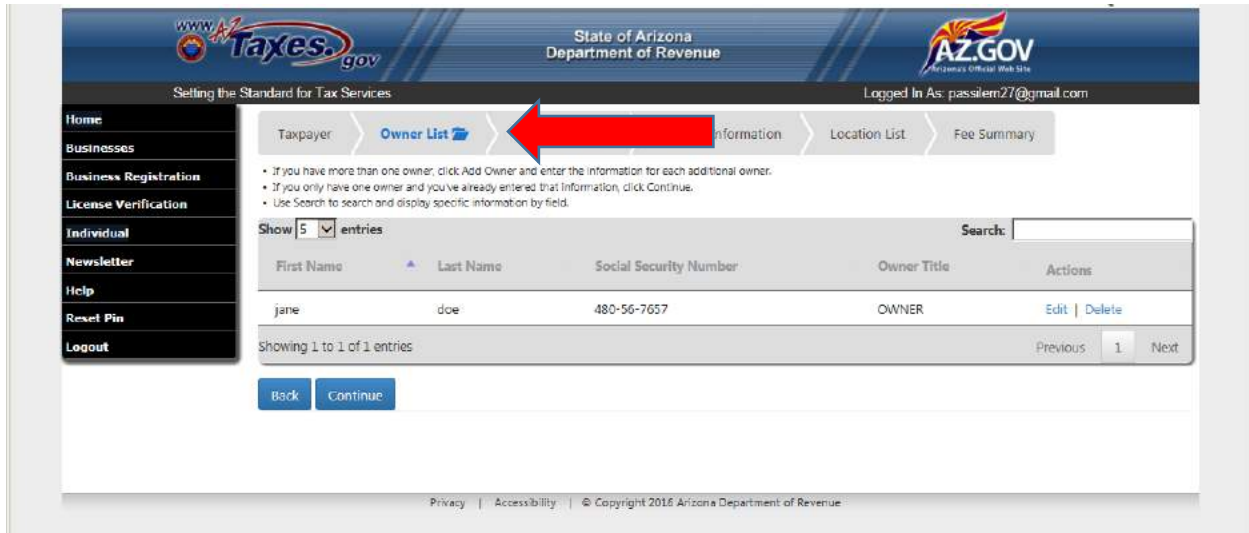 www.AZ
Taxes.gov
State of Arizona
Department of Revenue
AZ.GOV
Arizona's Official Web Site
Setting the Standard for Tax Services
Logged In As: passilem27@gmail.com
Home
Businesses
Business Registration
License Verification
Individual
Newsletter
Help
Reset Pin
Logout
Taxpayer Owner List nformation Location List Fee Summary
• If you have more than one owner, click Add Owner and enter the information for each additional owner.
• If you only have one owner and you've already entered that information, click Continue.
• Use Search to search and display specific information by field.
Show 5 entries Search:
First Name Last Name Social Security Number Owner Title Actions
jane doe 480-56-7657 OWNER Edit | Delete
Showing 1 to 1 of 1 entries Previous 1 Next
Back Continue
Privacy | Accessibility | © Copyright 2016 Arizona Department of Revenue